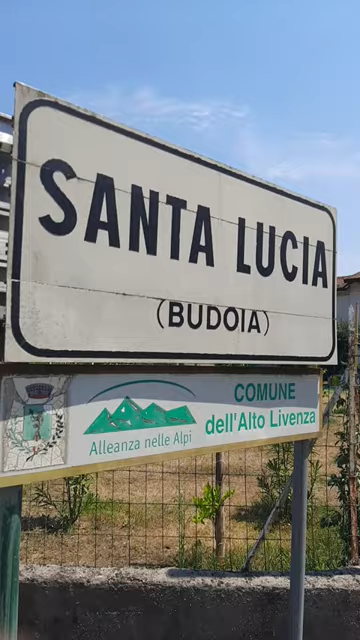 SANTA LUCIA
(BUDOIA)
Alleanza nelle Alpi
COMUNE
dell'Alto Livenza